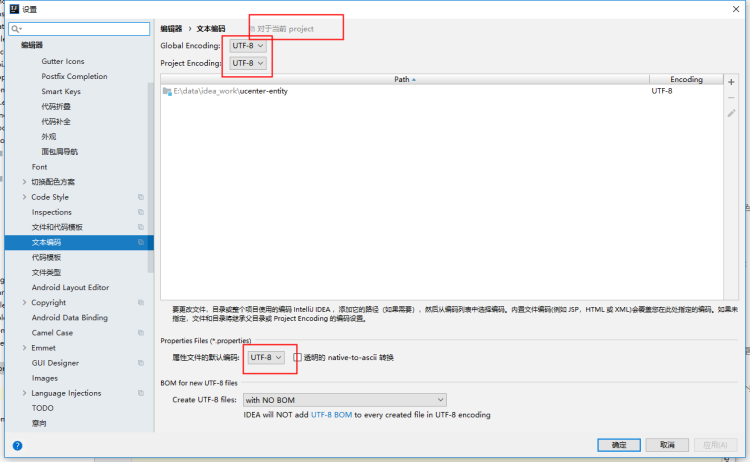 设置
编辑器
Gutter Icons
Postfix Completion
Smart Keys
代码折叠
代码补全
外观
面包屑导航
Font
切换配色方案
Code Style
Inspections
文件和代码模板
文本编码
代码模板
文件类型
Android Layout Editor
Copyright
Android Data Binding
Camel Case
Emmet
GUI Designer
Images
Language Injections
TODO
意向
编辑器 › 文本编码 对于当前 project
Global Encoding: UTF-8
Project Encoding: UTF-8
Path Encoding
E:\data\idea_work\ucenter-entity UTF-8
要更改文件、目录或整个项目使用的编码 IntelliJ IDEA ，添加它的路径（如果需要），然后从编码列表中选择编码。内置文件编码(例如 JSP、HTML 或 XML)会覆盖您在此处指定的编码。如果未
指定，文件和目录将继承父目录或 Project Encoding 的编码设置。
Properties Files (*.properties)
属性文件的默认编码: UTF-8 透明的 native-to-ascii 转换
BOM for new UTF-8 files
Create UTF-8 files: with NO BOM
IDEA will NOT add UTF-8 BOM to every created file in UTF-8 encoding
? 确定 取消 应用(A)